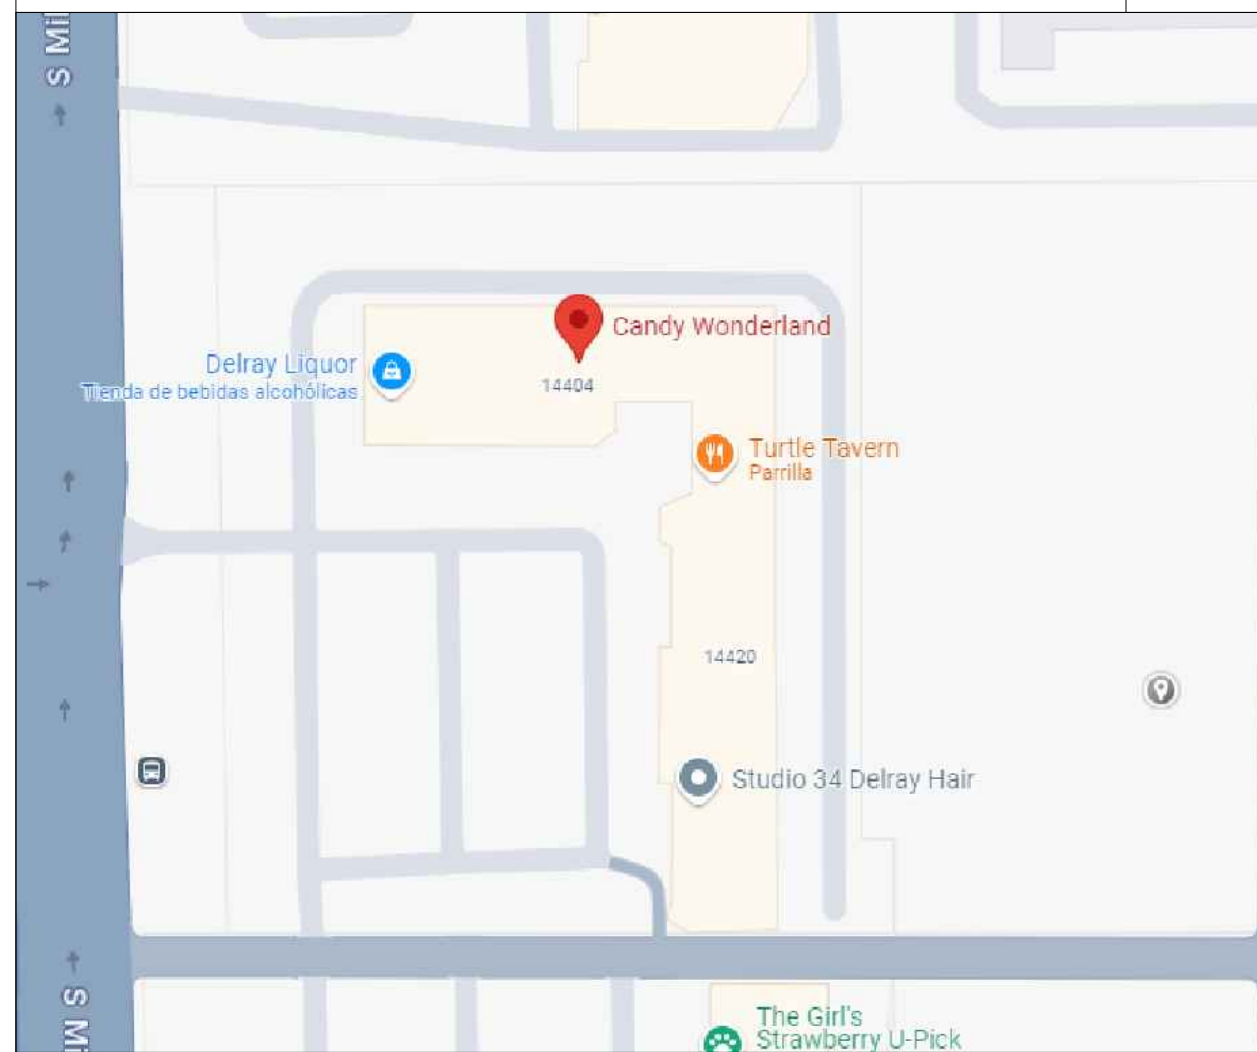 S Mil
Candy Wonderland
Delray Liquor
Tienda de bebidas alcohólicas
14404
Turtle Tavern
Parrilla
14420
Studio 34 Delray Hair
S Mi
The Girl's
Strawberry U-Pick